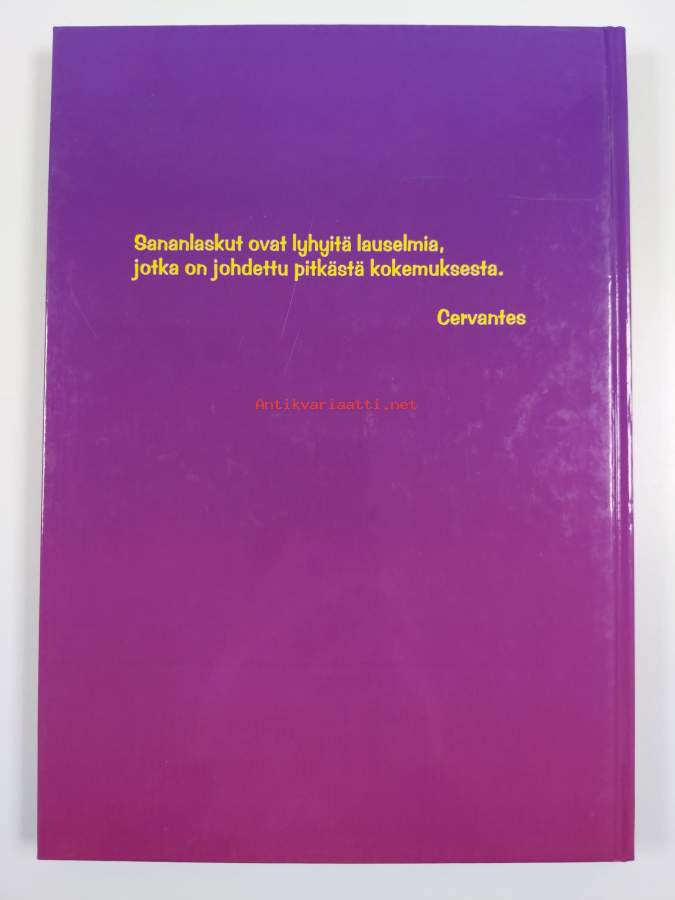 Sananlaskut ovat lyhyitä lauselmia,
jotka on johdettu pitkästä kokemuksesta.
Cervantes
Antikvariaatti.net